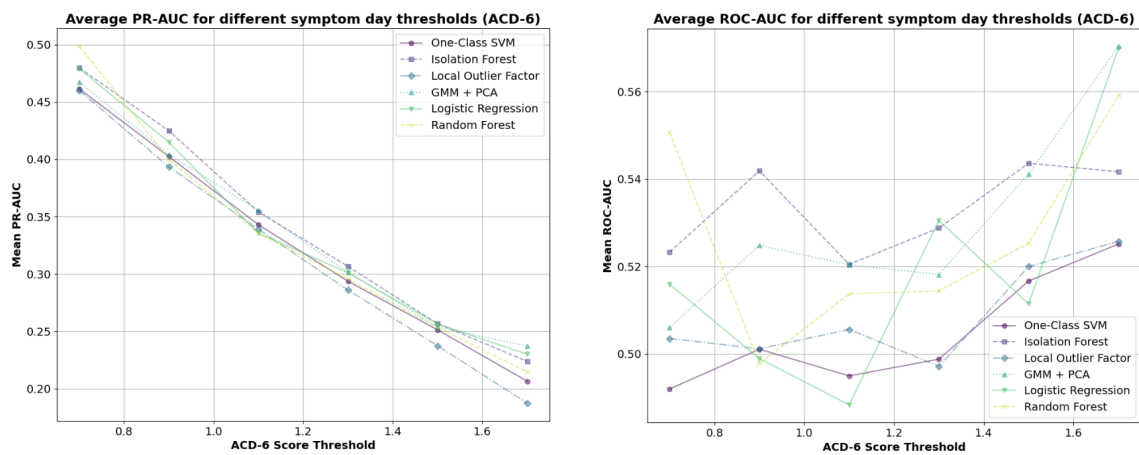 Average PR-AUC for different symptom day thresholds (ACD-6)
0.50
0.45
0.40
0.35
0.30
0.25
0.20
Mean PR-AUC
One-Class SVM
Isolation Forest
Local Outlier Factor
GMM + PCA
Logistic Regression
Random Forest
0.8 1.0 1.2 1.4 1.6
ACD-6 Score Threshold
Average ROC-AUC for different symptom day thresholds (ACD-6)
0.56
0.54
0.52
0.50
Mean ROC-AUC
One-Class SVM
Isolation Forest
Local Outlier Factor
GMM + PCA
Logistic Regression
Random Forest
0.8 1.0 1.2 1.4 1.6
ACD-6 Score Threshold